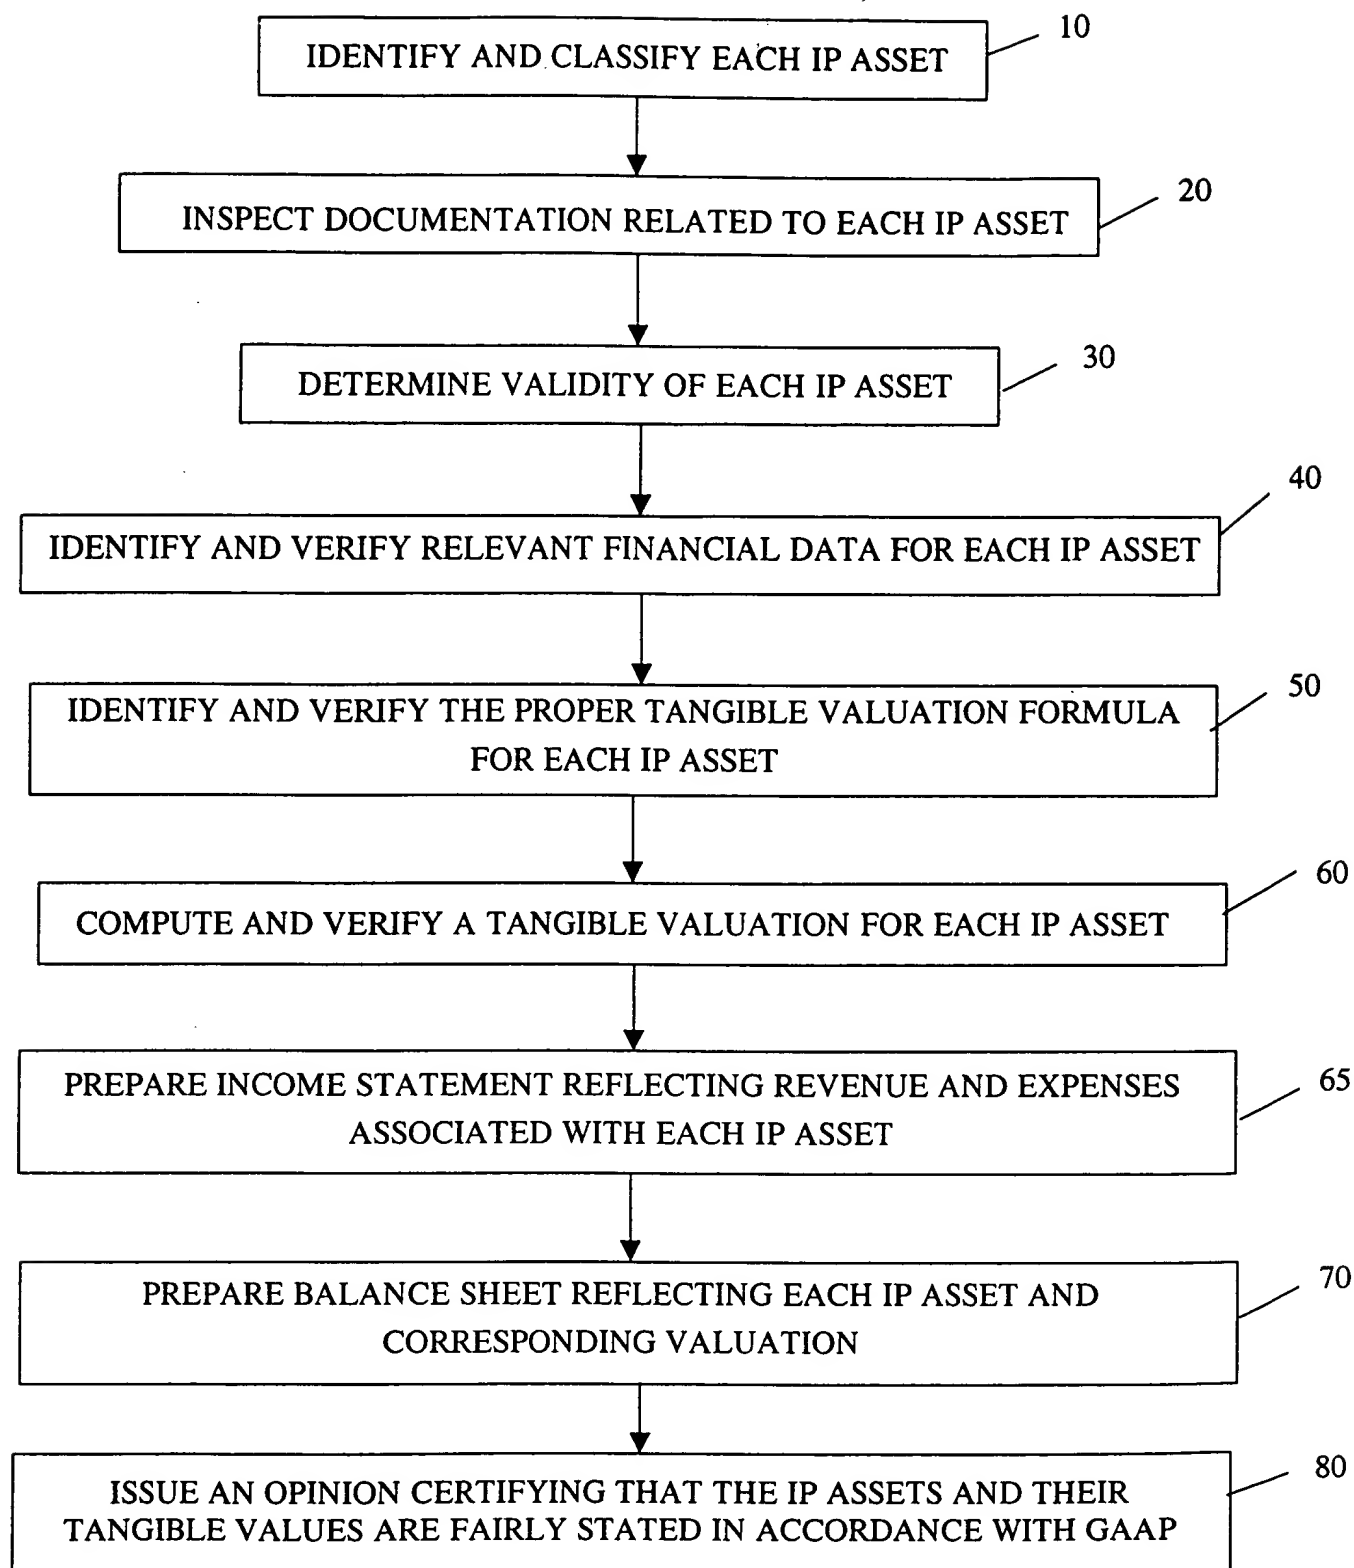 IDENTIFY AND CLASSIFY EACH IP ASSET
10
INSPECT DOCUMENTATION RELATED TO EACH IP ASSET
20
DETERMINE VALIDITY OF EACH IP ASSET
30
IDENTIFY AND VERIFY RELEVANT FINANCIAL DATA FOR EACH IP ASSET
40
IDENTIFY AND VERIFY THE PROPER TANGIBLE VALUATION FORMULA
FOR EACH IP ASSET
50
COMPUTE AND VERIFY A TANGIBLE VALUATION FOR EACH IP ASSET
60
PREPARE INCOME STATEMENT REFLECTING REVENUE AND EXPENSES
ASSOCIATED WITH EACH IP ASSET
65
PREPARE BALANCE SHEET REFLECTING EACH IP ASSET AND
CORRESPONDING VALUATION
70
ISSUE AN OPINION CERTIFYING THAT THE IP ASSETS AND THEIR
TANGIBLE VALUES ARE FAIRLY STATED IN ACCORDANCE WITH GAAP
80